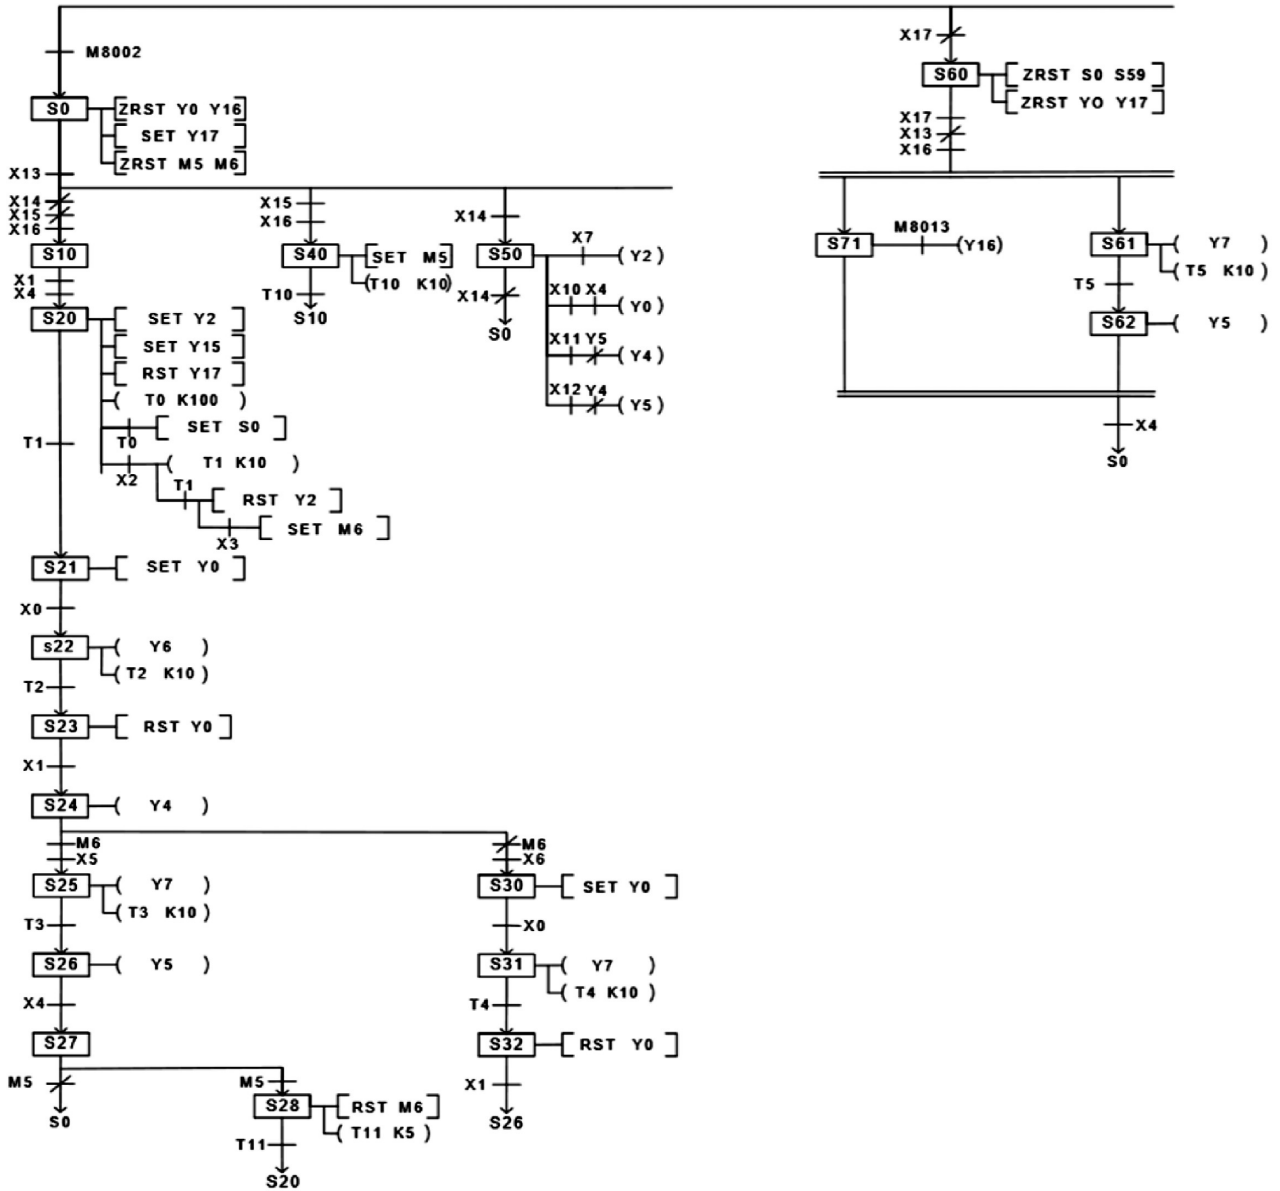 X17
M8002
S60 ZRST S0 S59
S0 ZRST Y0 Y16 ZRST YO Y17
SET Y17 X17
X13
ZRST M5 M6 X16
X13
X14 X15
X15 X16 X14
X16
M8013
X7
S10 S40 SET M5 S50 (Y2) S71 (Y16) S61 ( Y7 )
(T10 K10) (T5 K10 )
X1
X4 T10 X14 X10 X4 T5
(Y0)
S20 SET Y2 S10 S0 S62 ( Y5 )
SET Y15 X11 Y5
RST Y17 (Y4)
( T0 K100 ) X12 Y4
(Y5)
SET S0 X4
T1 T0
( T1 K10 ) S0
X2
T1
RST Y2
SET M6
X3
S21 SET Y0
X0
s22 ( Y6 )
(T2 K10 )
T2
S23 RST Y0
X1
S24 ( Y4 )
M6 M6
X5 X6
S25 ( Y7 ) S30 SET Y0
(T3 K10 )
T3 X0
S26 ( Y5 ) S31 ( Y7 )
( T4 K10 )
X4 T4
S27 S32 RST Y0
M5 M5 X1
S28 RST M6
S0 (T11 K5 ) S26
T11
S20